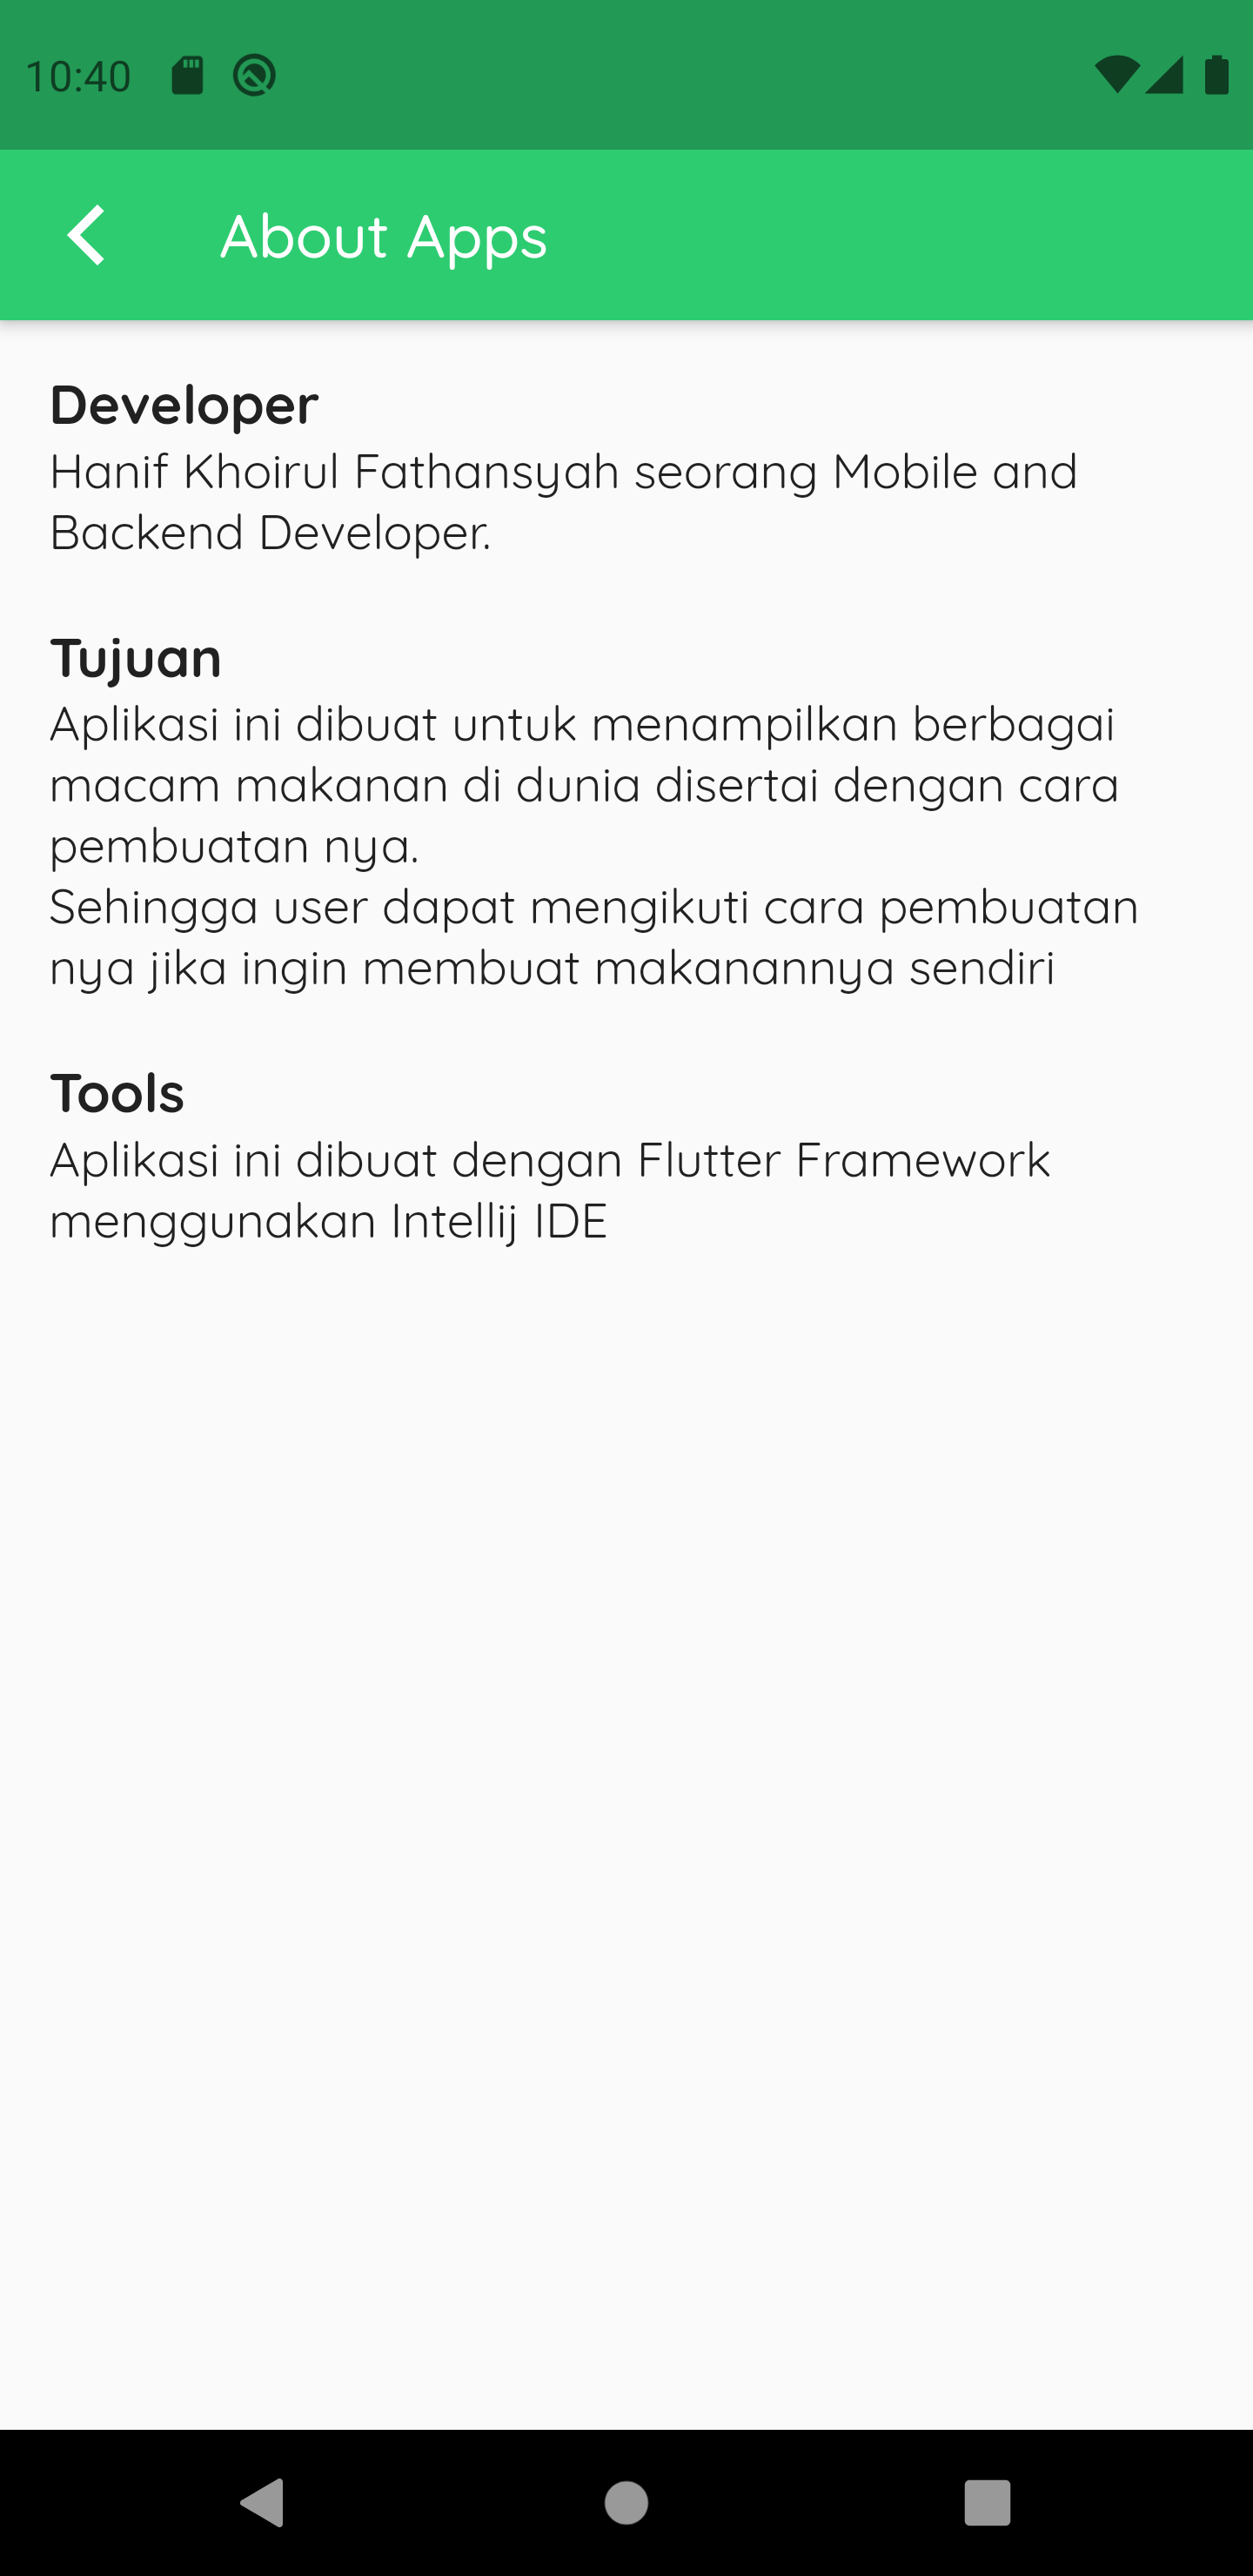 10:40
About Apps
Developer
Hanif Khoirul Fathansyah seorang Mobile and
Backend Developer.
Tujuan
Aplikasi ini dibuat untuk menampilkan berbagai
macam makanan di dunia disertai dengan cara
pembuatan nya.
Sehingga user dapat mengikuti cara pembuatan
nya jika ingin membuat makanannya sendiri
Tools
Aplikasi ini dibuat dengan Flutter Framework
menggunakan Intellij IDE